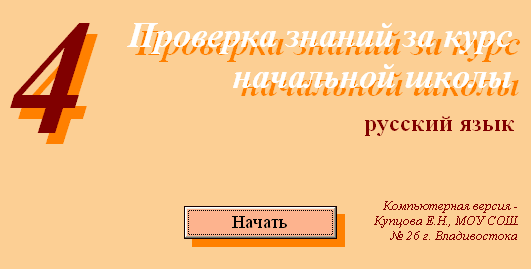 4
Проверка знаний за курс
начальной школы.
русский язык
Начать
Компьютерная версия -
Купцова Е.Н., МОУ СОШ
№ 26 г. Владивостока